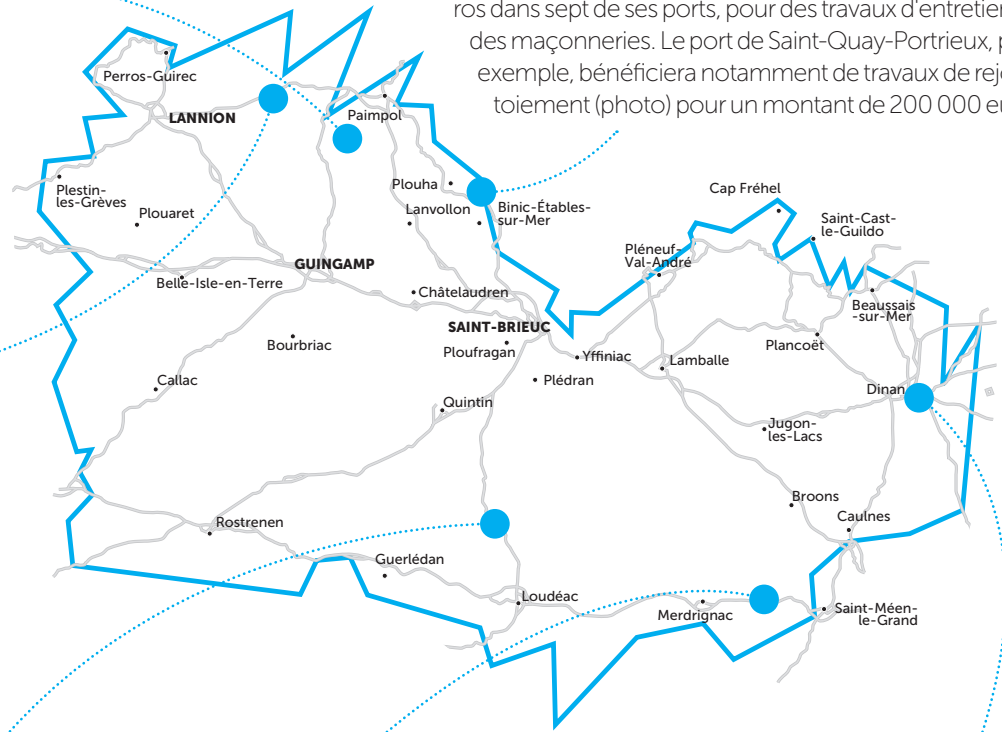 ros dans sept de ses ports, pour des travaux d'entretien
des maçonneries. Le port de Saint-Quay-Portrieux, p
exemple, bénéficiera notamment de travaux de rej
toiement (photo) pour un montant de 200 000 e
Perros-Guirec
LANNION
Paimpol
Plestin-
les-Grèves
Plouaret
Plouha
Lanvollon
Binic-Étables-
sur-Mer
Cap Fréhel
Saint-Cast-
le-Guildo
Pléneuf-
Val-André
GUINGAMP
Belle-Isle-en-Terre
Châtelaudren
Beaussais
-sur-Mer
SAINT-BRIEUC
Ploufragan
Bourbriac
Yffiniac
Lamballe
Plancoët
Callac
Plédran
Dinan
Quintin
Jugon-
les-Lacs
Broons
Caulnes
Rostrenen
Guerlédan
Loudéac
Merdrignac
Saint-Méen-
le-Grand